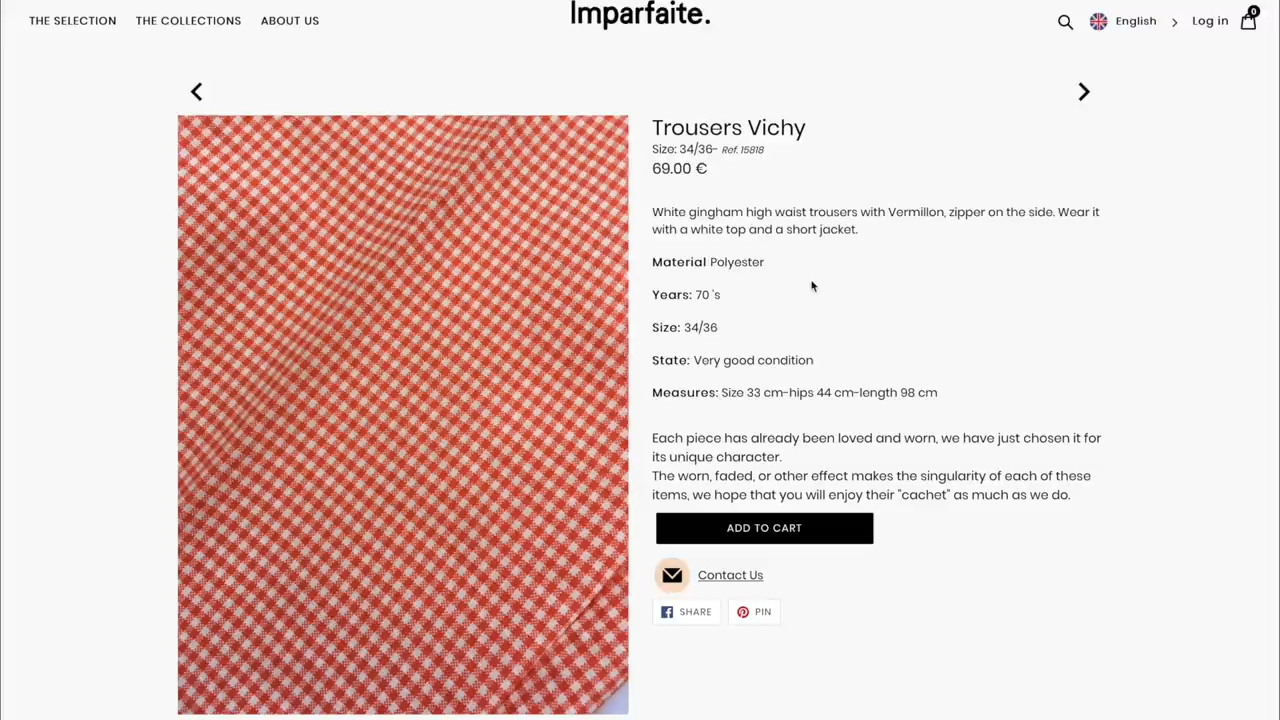 THE SELECTION THE COLLECTIONS ABOUT US
Imparfaite.
English Log in 0
Trousers Vichy
Size: 34/36- Ref. 15818
69.00 €
White gingham high waist trousers with Vermillon, zipper on the side. Wear it
with a white top and a short jacket.
Material Polyester
Years: 70 's
Size: 34/36
State: Very good condition
Measures: Size 33 cm-hips 44 cm-length 98 cm
Each piece has already been loved and worn, we have just chosen it for
its unique character.
The worn, faded, or other effect makes the singularity of each of these
items, we hope that you will enjoy their "cachet" as much as we do.
ADD TO CART
Contact Us
SHARE PIN